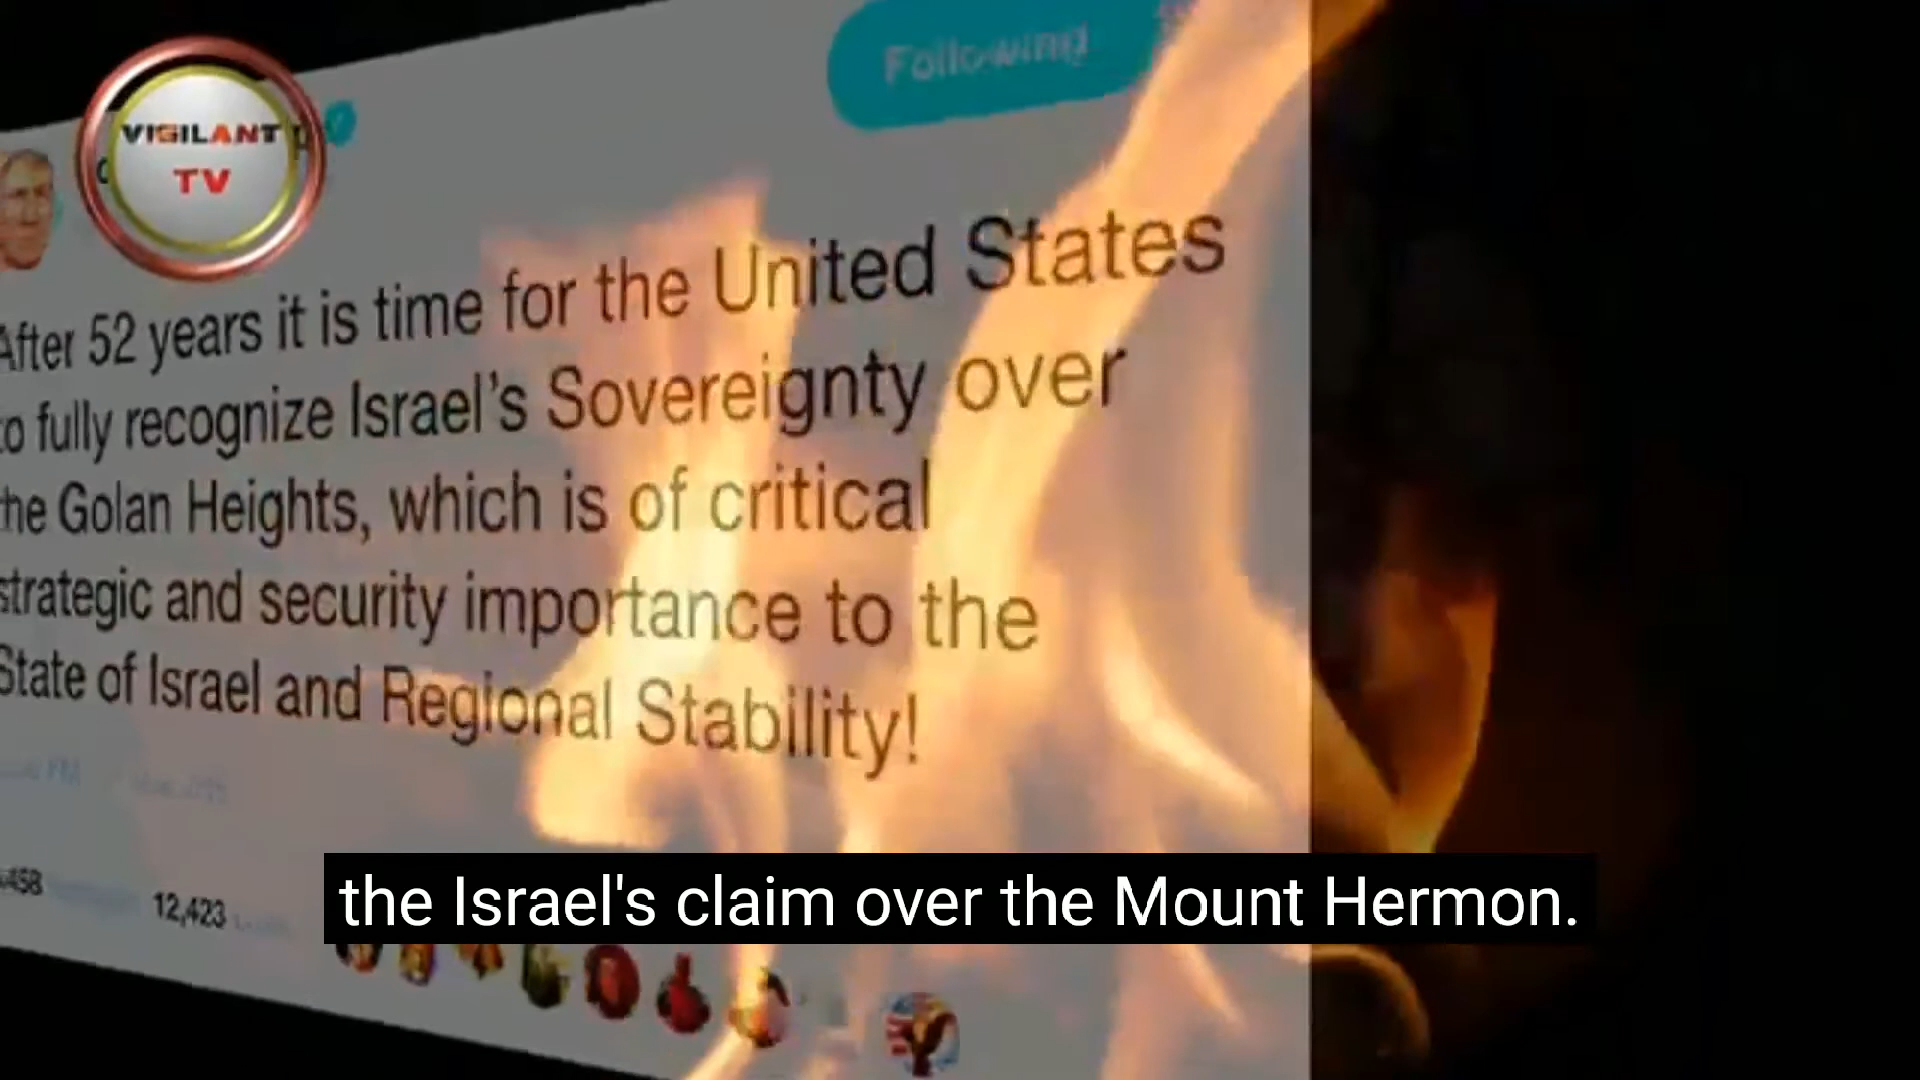 Following
VIGILANT
TV
After 52 years it is time for the United States
to fully recognize Israel's Sovereignty over
the Golan Heights, which is of critical
strategic and security importance to the
State of Israel and Regional Stability!
PM
458
12,423
the Israel's claim over the Mount Hermon.